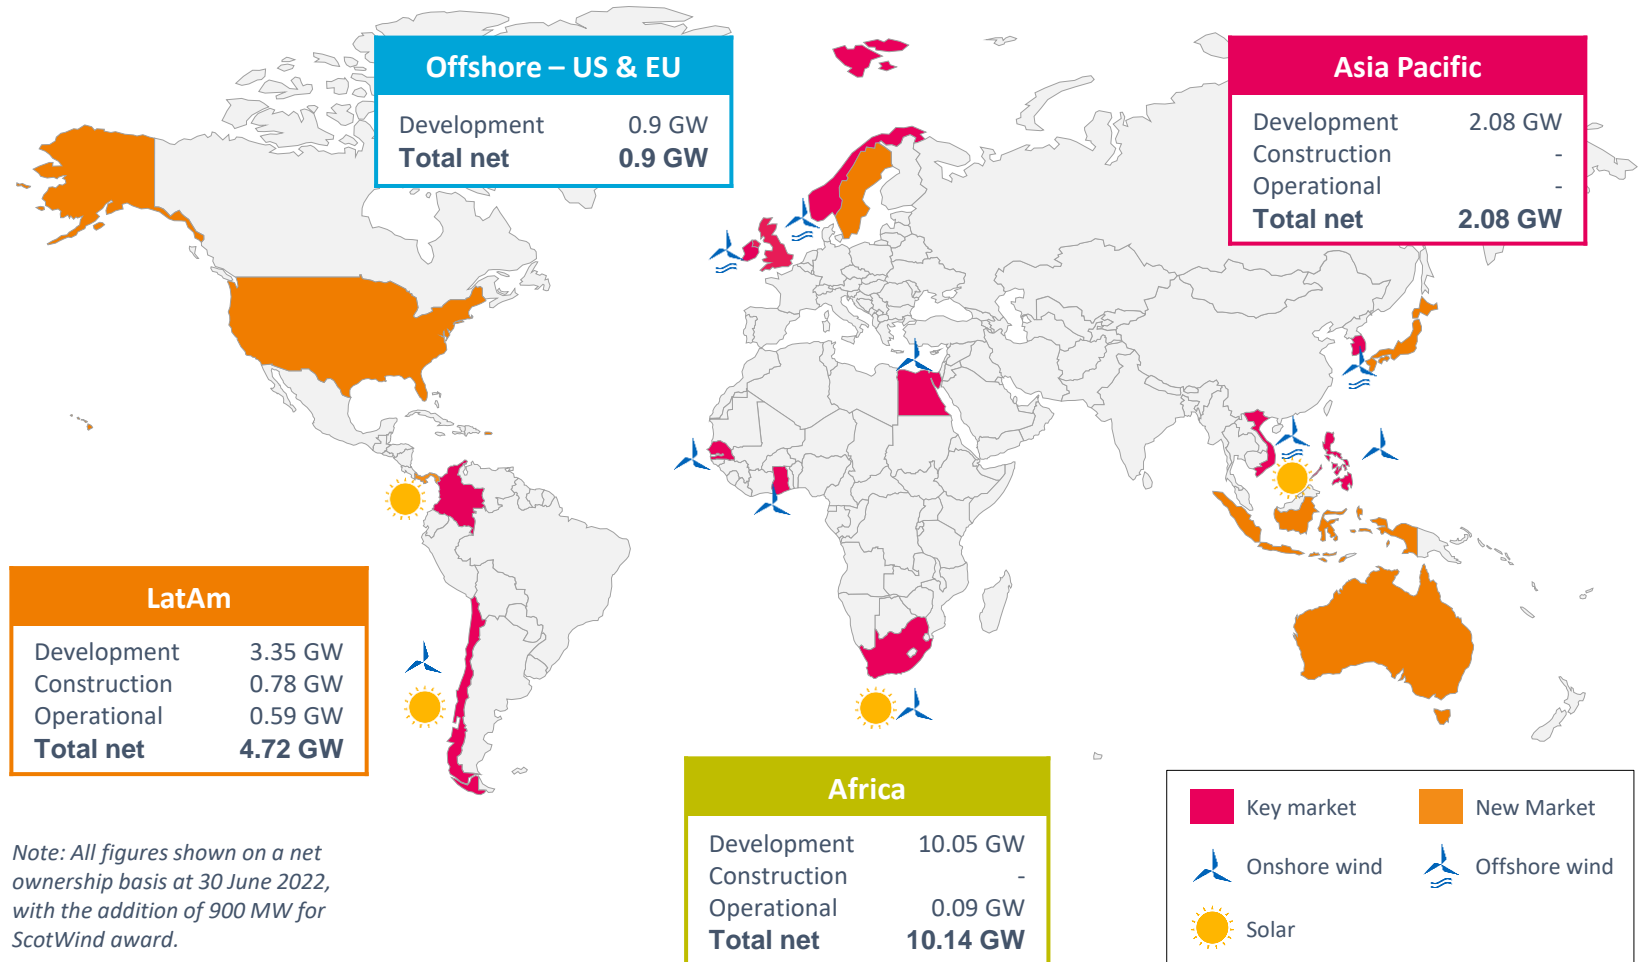 Offshore – US & EU
Development 0.9 GW
Total net 0.9 GW
Asia Pacific
Development 2.08 GW
Construction -
Operational -
Total net 2.08 GW
LatAm
Development 3.35 GW
Construction 0.78 GW
Operational 0.59 GW
Total net 4.72 GW
Africa
Development 10.05 GW
Construction -
Operational 0.09 GW
Total net 10.14 GW
Note: All figures shown on a net
ownership basis at 30 June 2022,
with the addition of 900 MW for
ScotWind award.
Key market New Market
Onshore wind Offshore wind
Solar